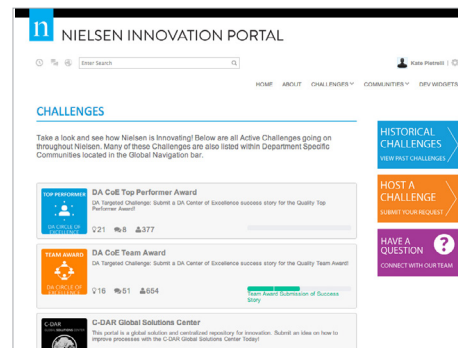 n NIELSEN INNOVATION PORTAL
Enter Search
Kate Pietrelli |
HOME ABOUT CHALLENGES COMMUNITIES DEV WIDGETS
CHALLENGES
Take a look and see how Nielsen is Innovating! Below are all Active Challenges going on
throughout Nielsen. Many of these Challenges are also listed within Department Specific
Communities located in the Global Navigation bar.
HISTORICAL
CHALLENGES
VIEW PAST CHALLENGES
HOST A
CHALLENGE
SUBMIT YOUR REQUEST
HAVE A
QUESTION ?
CONNECT WITH OUR TEAM
TOP PERFORMER
DA CIRCLE OF
EXCELLENCE
DA CoE Top Performer Award
DA Targeted Challenge: Submit a DA Center of Excellence success story for the Quality Top
Performer Award!
21 8 377
TEAM AWARD
DA CIRCLE OF
EXCELLENCE
DA CoE Team Award
DA Targeted Challenge: Submit a DA Center of Excellence success story for the Quality Team Award!
16 51 654
Team Award Submission of Success
Story
C-DAR
GLOBAL SOLUTIONS CENTER
C-DAR Global Solutions Center
This portal is a global solution and centralized repository for innovation. Submit an idea on how to
improve processes with the C-DAR Global Solutions Center Today!